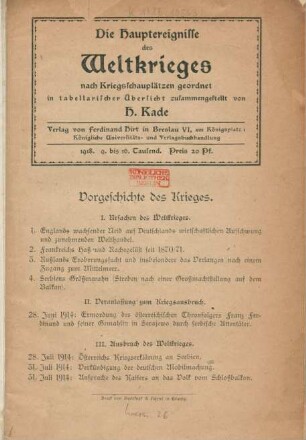 Die Hauptereignisse
des
Weltkrieges
nach Kriegsschauplätzen geordnet
in tabellarischer Übersicht zusammengestellt von
H. Kade
Verlag von Ferdinand Hirt in Breslau VI, am Königsplatz 1
Königliche Universitäts- und Verlagsbuchhandlung
1918. 9. bis 16. Tausend. Preis 20 Pf.
Vorgeschichte des Krieges.
I. Ursachen des Weltkrieges.
1. Englands wachsender Neid auf Deutschlands wirtschaftlichen Aufschwung
und zunehmenden Welthandel.
2. Frankreichs Haß und Rachegefühl seit 1870/71.
3. Rußlands Eroberungssucht und insbesondere das Verlangen nach einem
Zugang zum Mittelmeer.
4. Serbiens Größenwahn (Streben nach einer Großmachtstellung auf dem
Balkan).
II. Veranlassung zum Kriegsausbruch.
28. Juni 1914: Ermordung des österreichischen Thronfolgers Franz Fer-
dinand und seiner Gemahlin in Serajewo durch serbische Attentäter.
III. Ausbruch des Weltkrieges.
28. Juli 1914: Österreichs Kriegserklärung an Serbien.
31. Juli 1914: Verkündigung der deutschen Mobilmachung.
31. Juli 1914: Ansprache des Kaisers an das Volk vom Schloßbalkon.